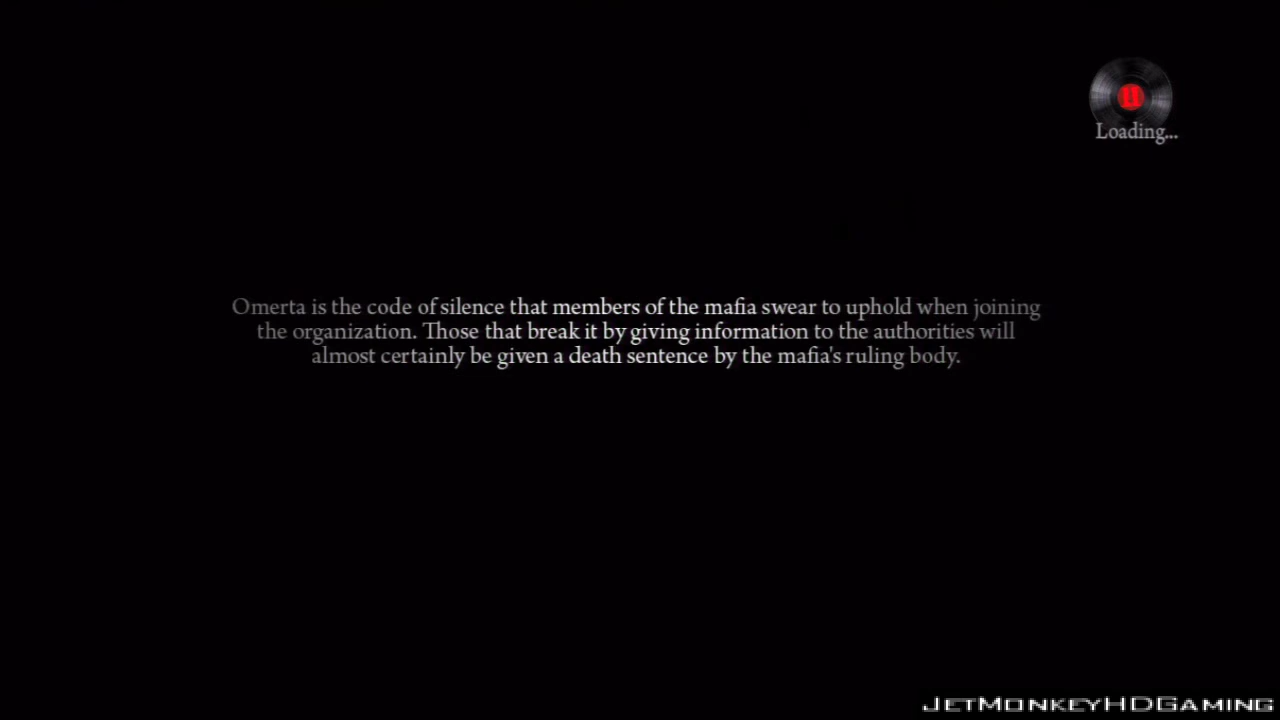 II
Loading...
Omerta is the code of silence that members of the mafia swear to uphold when joining
the organization. Those that break it by giving information to the authorities will
almost certainly be given a death sentence by the mafia's ruling body.
JetMonkeyHDGaming